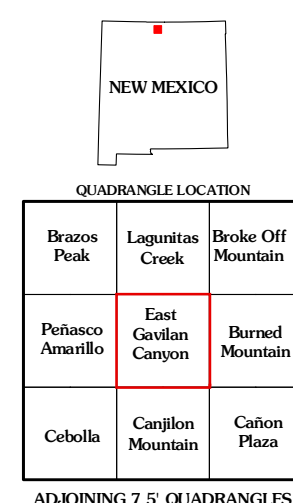 NEW MEXICO
QUADRANGLE LOCATION
Brazos
Peak
Lagunitas
Creek
Broke Off
Mountain
Peñasco
Amarillo
East
Gavilan
Canyon
Burned
Mountain
Cebolla
Canjilon
Mountain
Cañon
Plaza
ADJOINING 7.5' QUADRANGLES